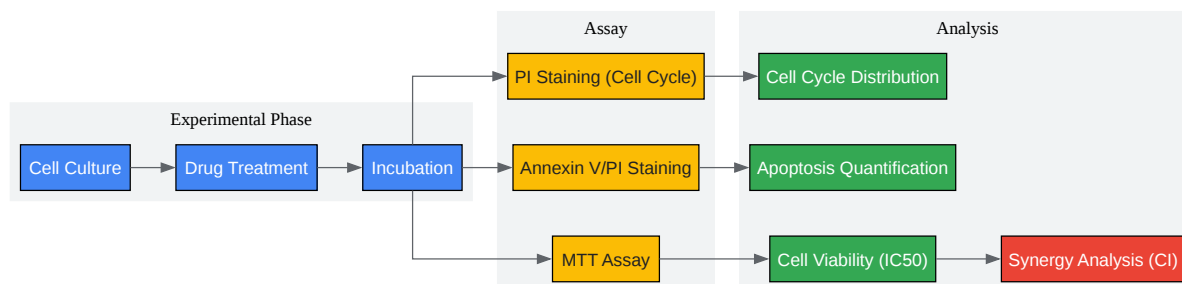 Assay
Analysis
PI Staining (Cell Cycle)
Cell Cycle Distribution
Experimental Phase
Cell Culture
Drug Treatment
Incubation
Annexin V/PI Staining
Apoptosis Quantification
MTT Assay
Cell Viability (IC50)
Synergy Analysis (CI)